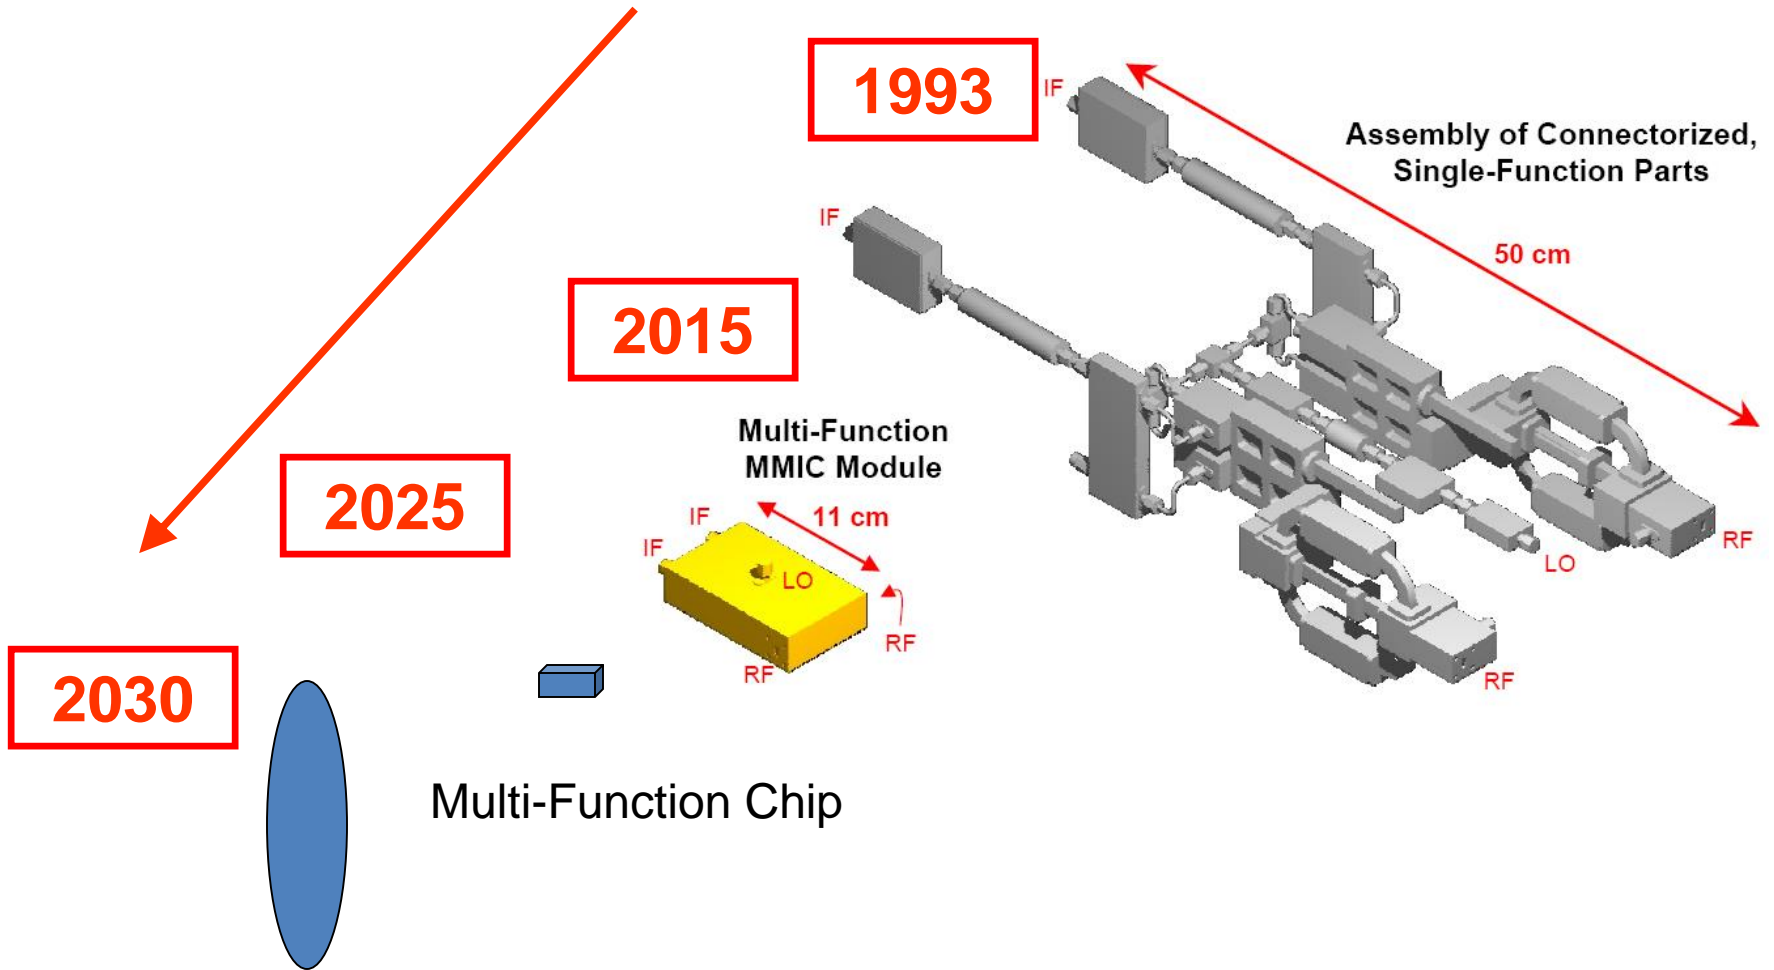 1993
IF
Assembly of Connectorized,
Single-Function Parts
IF
50 cm
2015
Multi-Function
MMIC Module
2025
IF
11 cm
IF
LO
RF
RF
LO
RF
RF
2030
Multi-Function Chip